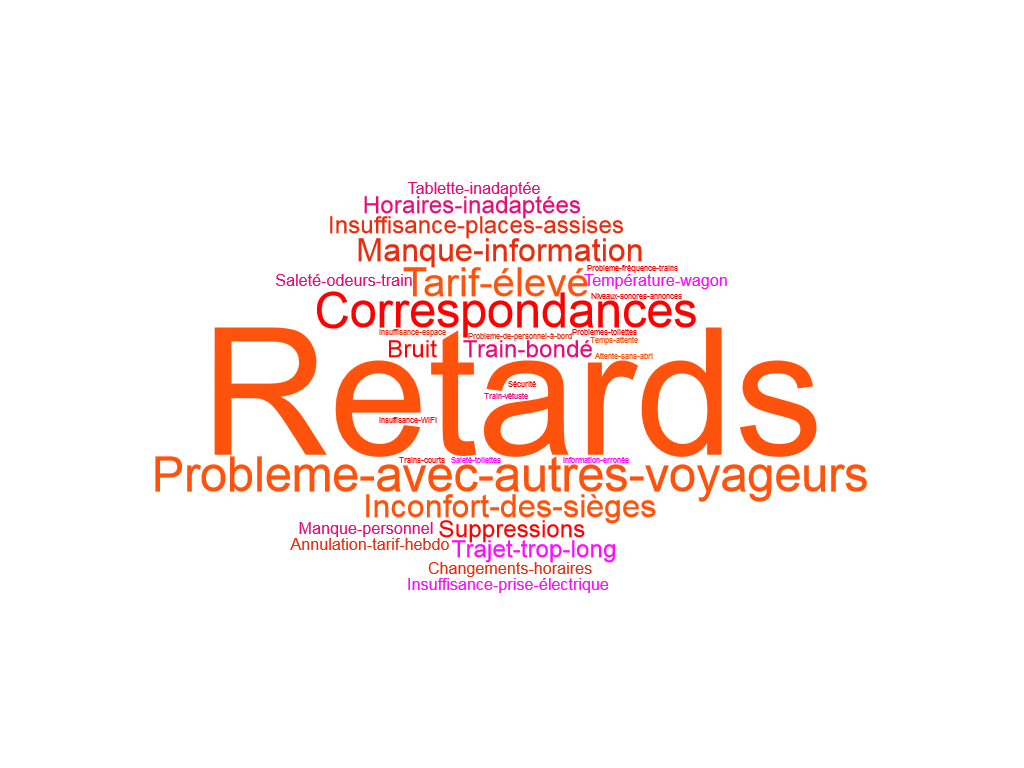 Tablette-inadaptée
Horaires-inadaptées
Insuffisance-places-assises
Manque-information
Probleme-fréquence-trains
Saleté-odeurs-train
Tarif-élevé
Température-wagon
Niveaux-sonores-annonces
Correspondances
Insuffisance-espace
Probleme-de-personnel-à-bord
Problemes-toilettes
Temps-attente
Bruit
Train-bondé
Attente-sans-abri
Retards
Sécurité
Train-vétuste
Insuffisance-WIFI
Trains-courts
Saleté-toilettes
Information-erronée
Probleme-avec-autres-voyageurs
Inconfort-des-sièges
Manque-personnel
Suppressions
Annulation-tarif-hebdo
Trajet-trop-long
Changements-horaires
Insuffisance-prise-électrique